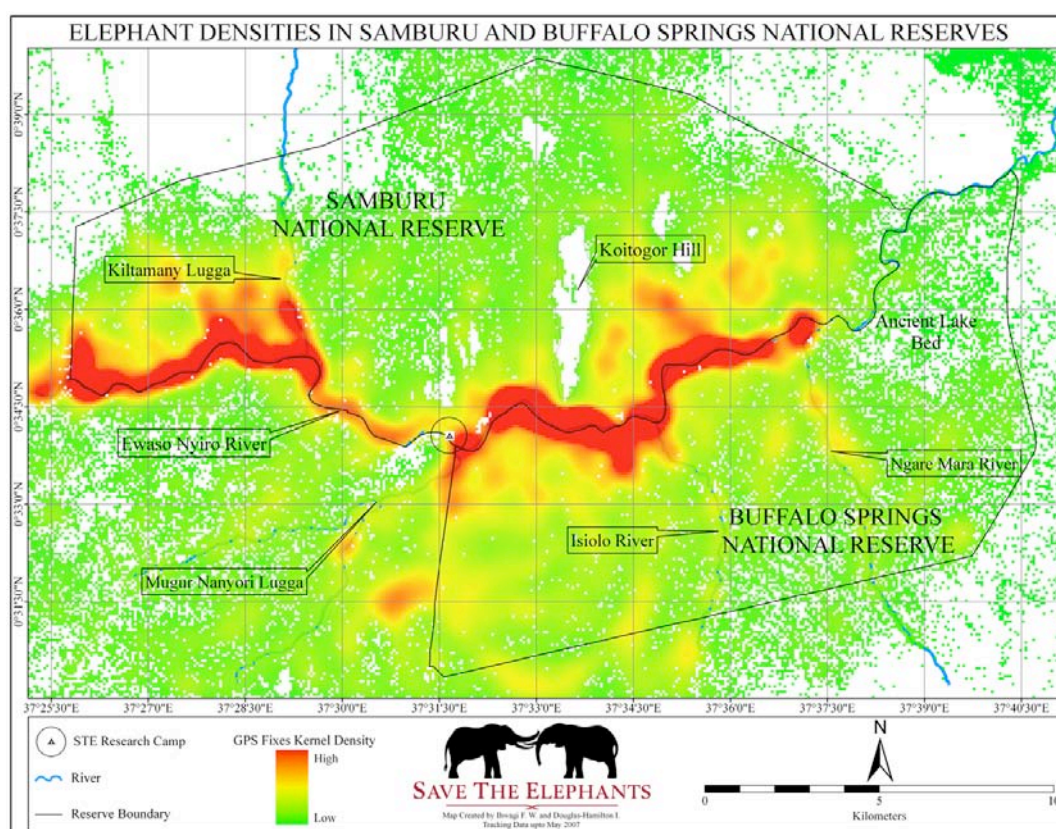 ELEPHANT DENSITIES IN SAMBURU AND BUFFALO SPRINGS NATIONAL RESERVES
0°39'0"N
0°37'30"N
0°36'0"N
0°34'30"N
0°33'0"N
0°31'30"N
SAMBURU
NATIONAL RESERVE
Kiltamany Lugga
Koitogor Hill
Ancient Lake
Bed
Ewaso Nyiro River
Ngare Mara River
BUFFALO SPRINGS
NATIONAL RESERVE
Isiolo River
Mugur Nanyori Lugga
37°25'30"E
37°27'0"E
37°28'30"E
37°30'0"E
37°31'30"E
37°33'0"E
37°34'30"E
37°36'0"E
37°37'30"E
37°39'0"E
37°40'30"E
STE Research Camp
River
Reserve Boundary
GPS Fixes Kernel Density
High
Low
SAVE THE ELEPHANTS
Map Created by Ihwagi F. W. and Douglas-Hamilton I.
Tracking Data upto May 2007
N
0 5 10
Kilometers